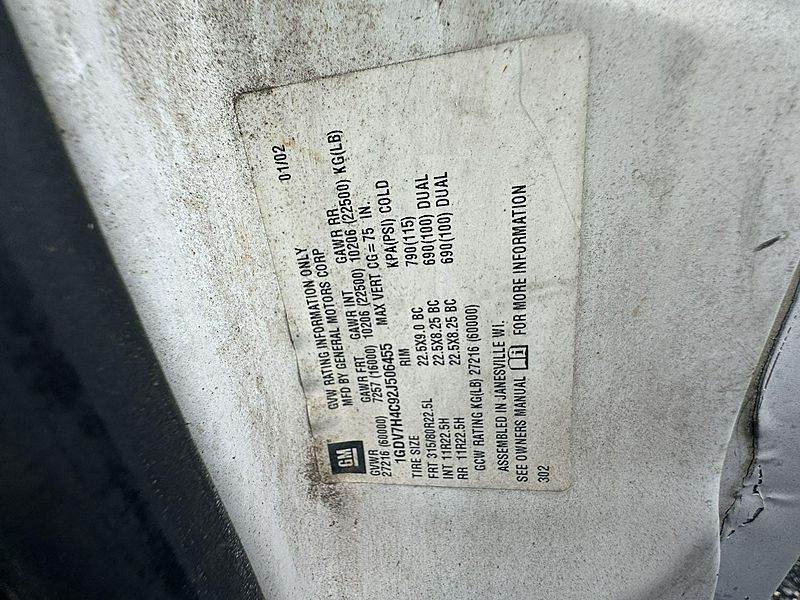 01/02
GM
GVW RATING INFORMATION ONLY
MFD BY GENERAL MOTORS CORP
GVWR GAWR FRT GAWR INT GAWR RR
27216 (60000) 7257 (16000) 10206 (22500) 10206 (22500) KG(LB)
1GDV7H4C92J506455 MAX VERT CG = 75 IN.
TIRE SIZE RIM KPA(PSI) COLD
FRT 315/80R22.5L 22.5X9.0 BC 790(115)
INT 11R22.5H 22.5X8.25 BC 690(100) DUAL
RR 11R22.5H 22.5X8.25 BC 690(100) DUAL
GCW RATING KG(LB) 27216 (60000)
ASSEMBLED IN JANESVILLE WI.
SEE OWNERS MANUAL i FOR MORE INFORMATION
302